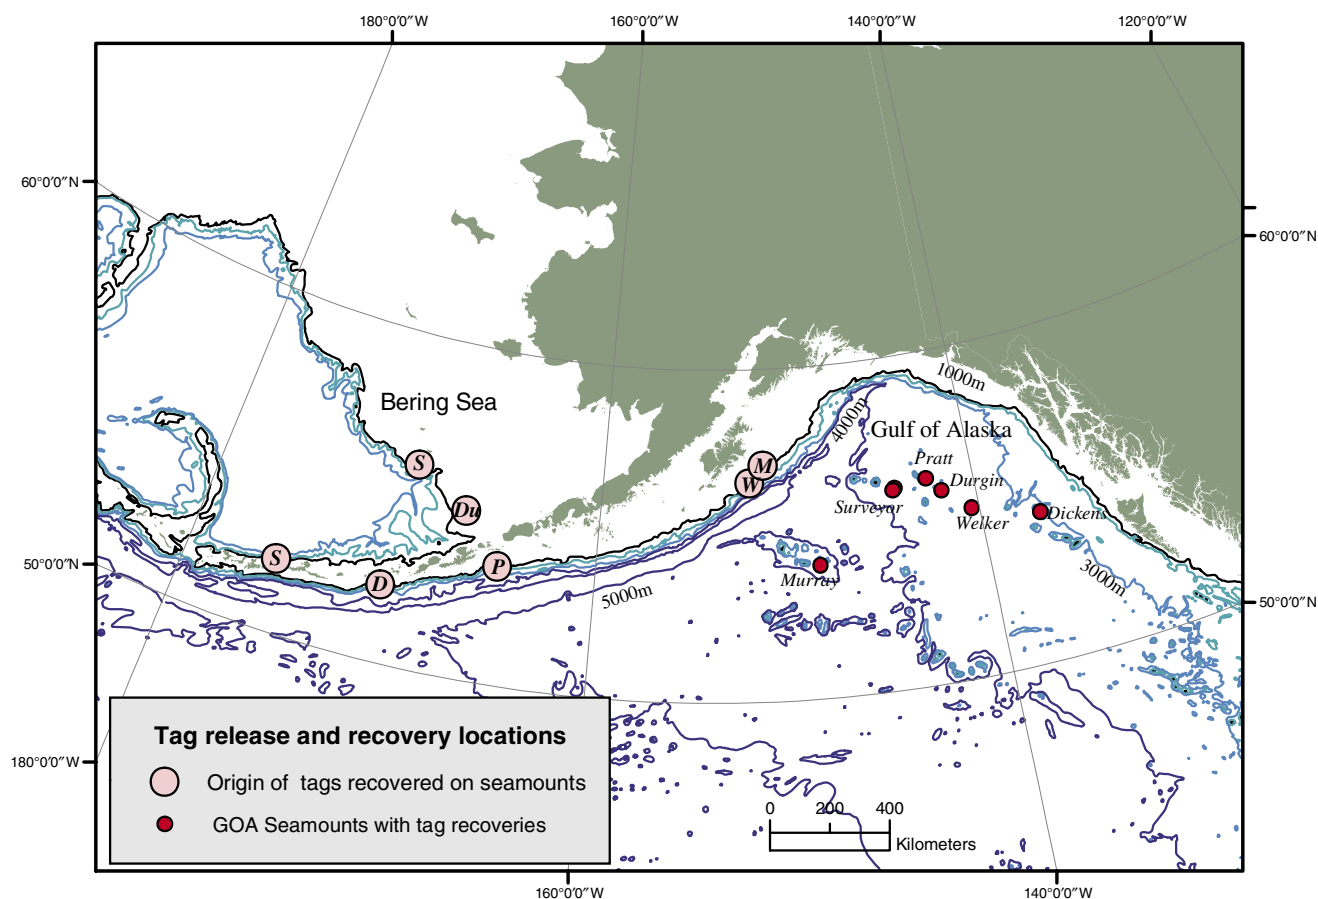 180°0'0"W 160°0'0"W 140°0'0"W 120°0'0"W
60°0'0"N
60°0'0"N
Bering Sea
1000m
4000m
Gulf of Alaska
Pratt
S
M
W
Durgin
Surveyor
Du
Welker
Dickens
S
P
50°0'0"N
D
Murray
3000m
5000m
50°0'0"N
Tag release and recovery locations
180°0'0"W
Origin of tags recovered on seamounts
GOA Seamounts with tag recoveries
0 200 400
Kilometers
160°0'0"W 140°0'0"W